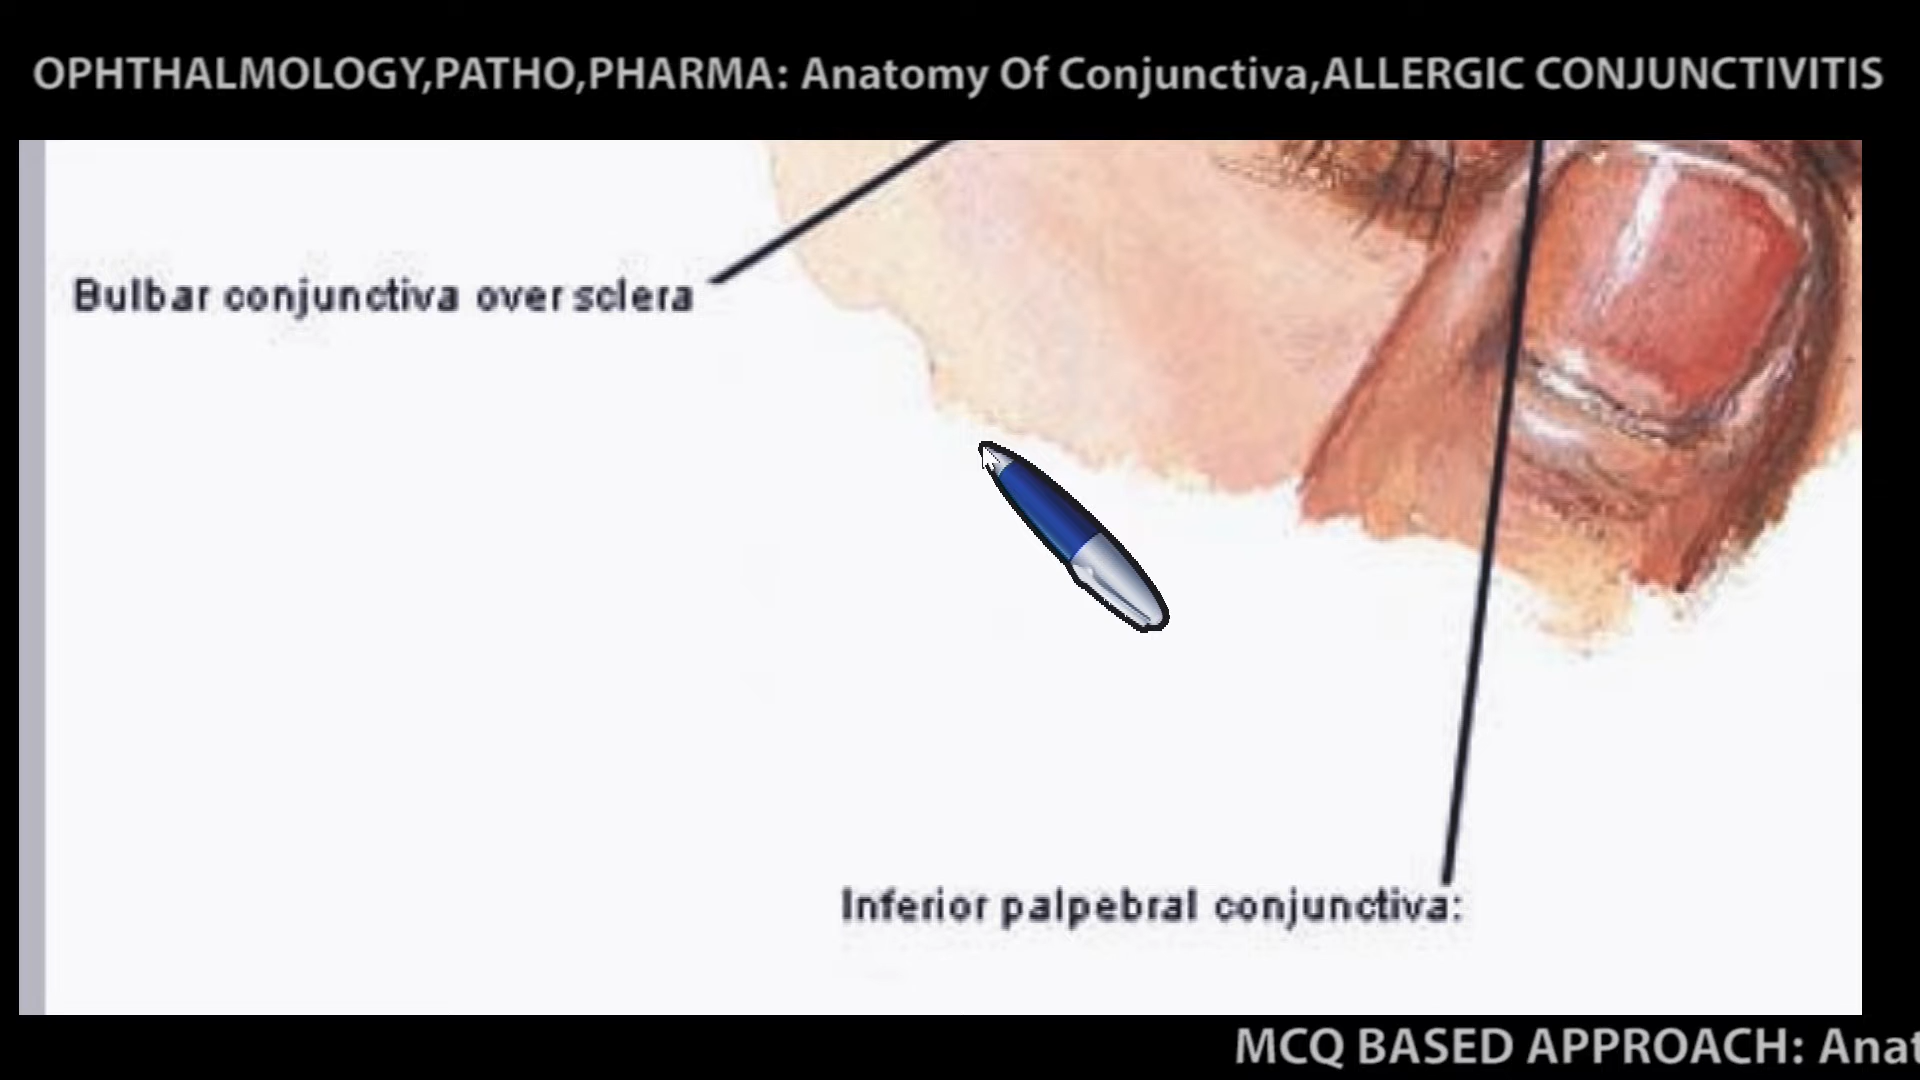 OPHTHALMOLOGY,PATHO,PHARMA: Anatomy Of Conjunctiva,ALLERGIC CONJUNCTIVITIS
Bulbar conjunctiva over sclera
Inferior palpebral conjunctiva:
MCQ BASED APPROACH: Anat